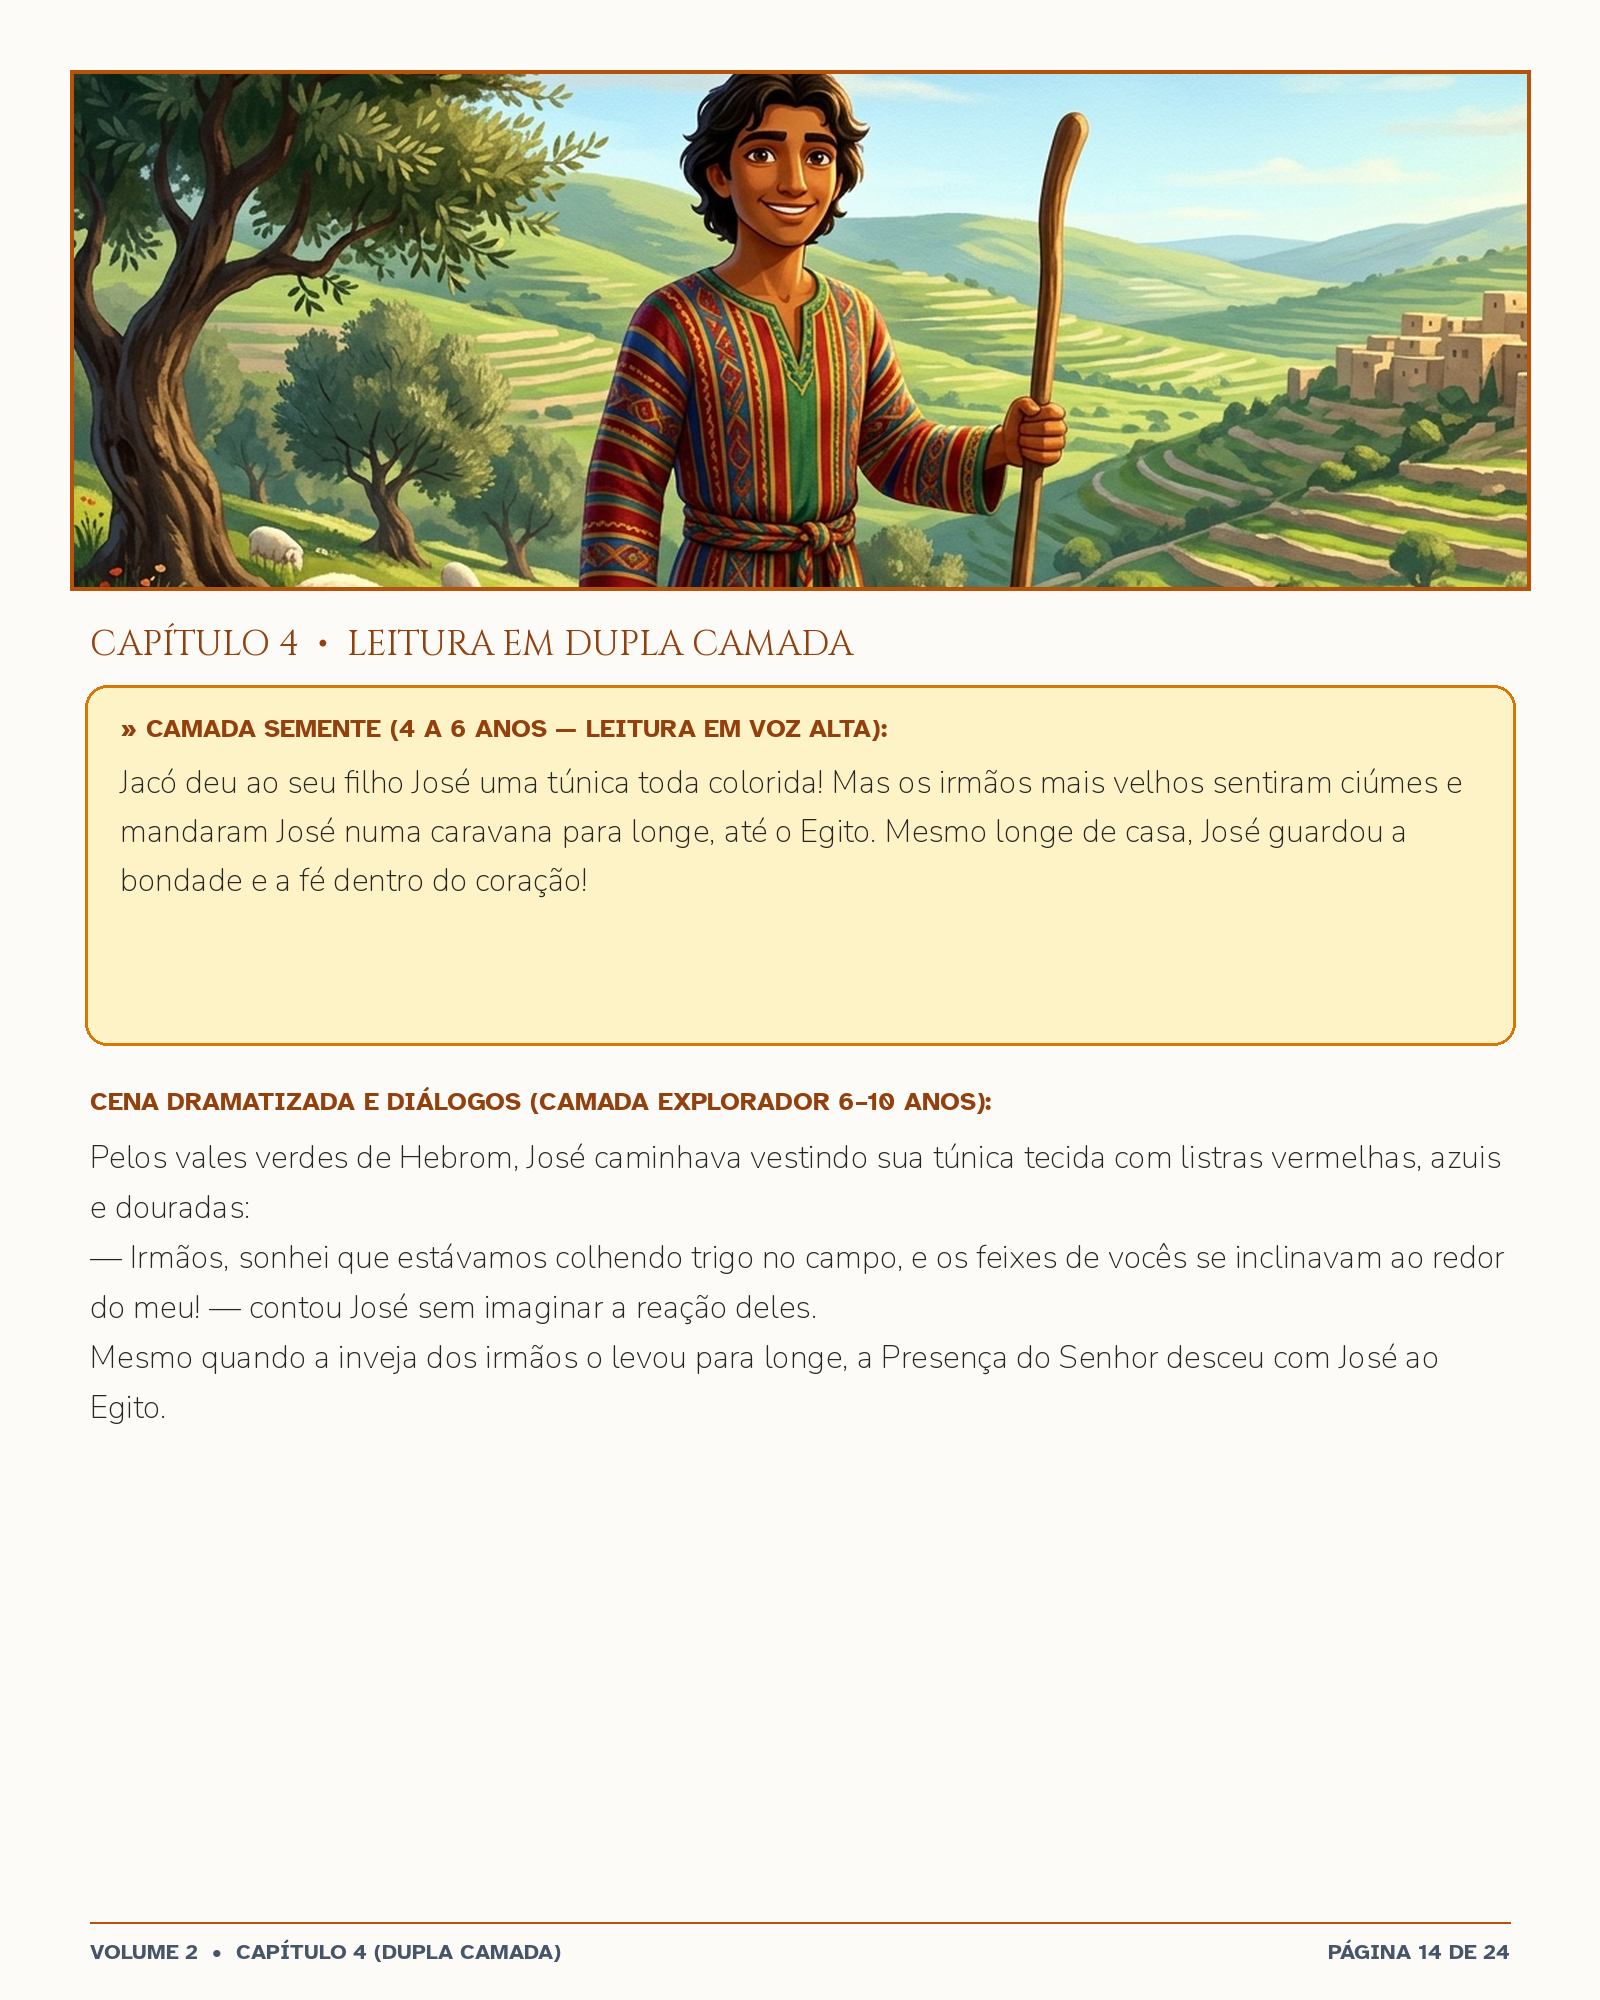 CAPÍTULO 4 • LEITURA EM DUPLA CAMADA
» CAMADA SEMENTE (4 A 6 ANOS — LEITURA EM VOZ ALTA):
Jacó deu ao seu filho José uma túnica toda colorida! Mas os irmãos mais velhos sentiram ciúmes e
mandaram José numa caravana para longe, até o Egito. Mesmo longe de casa, José guardou a
bondade e a fé dentro do coração!
CENA DRAMATIZADA E DIÁLOGOS (CAMADA EXPLORADOR 6–10 ANOS):
Pelos vales verdes de Hebrom, José caminhava vestindo sua túnica tecida com listras vermelhas, azuis
e douradas:
— Irmãos, sonhei que estávamos colhendo trigo no campo, e os feixes de vocês se inclinavam ao redor
do meu! — contou José sem imaginar a reação deles.
Mesmo quando a inveja dos irmãos o levou para longe, a Presença do Senhor desceu com José ao
Egito.
VOLUME 2 • CAPÍTULO 4 (DUPLA CAMADA)
PÁGINA 14 DE 24